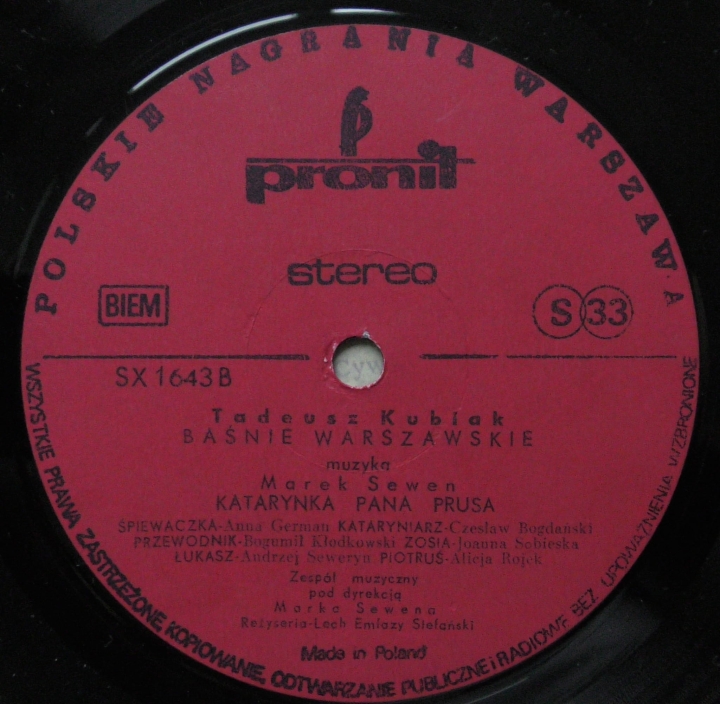 POLSKIE NAGRANIA WARSZAWA
pronit
stereo
BIEM
S 33
SX 1643 B
Tadeusz Kubiak
BAŚNIE WARSZAWSKIE
muzyka
Marek Sewen
KATARYNKA PANA PRUSA
ŚPIEWACZKA-Anna German KATARYNIARZ-Czesław Bogdański
PRZEWODNIK-Bogumił Kłodkowski ZOSIA-Joanna Sobieska
ŁUKASZ-Andrzej Seweryn PIOTRUŚ-Alicja Rojek
Zespół muzyczny
pod dyrekcją
Marka Sewena
Reżyseria-Lech Emfazy Stefański
Made in Poland
WSZYSTKIE PRAWA ZASTRZEŻONE, KOPIOWANIE, ODTWARZANIE PUBLICZNE I RADIOWE BEZ UPOWAŻNIENIA WZBRONIONE